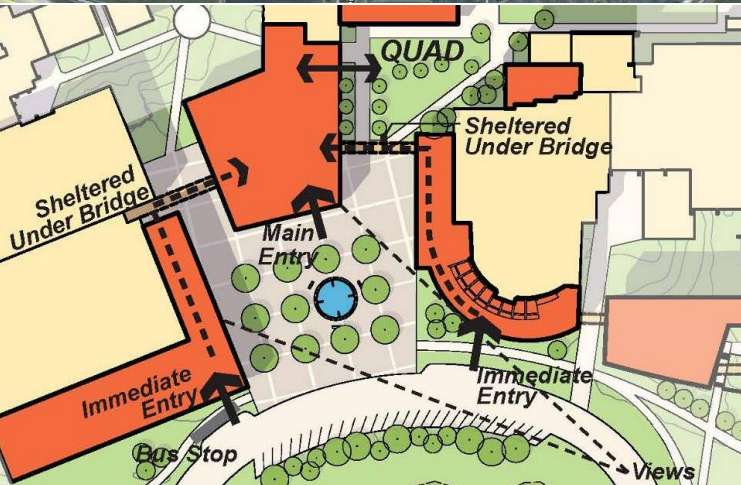 QUAD
Sheltered
Under Bridge
Sheltered
Under Bridge
Main
Entry
Immediate
Entry
Immediate
Entry
Bus Stop
Views